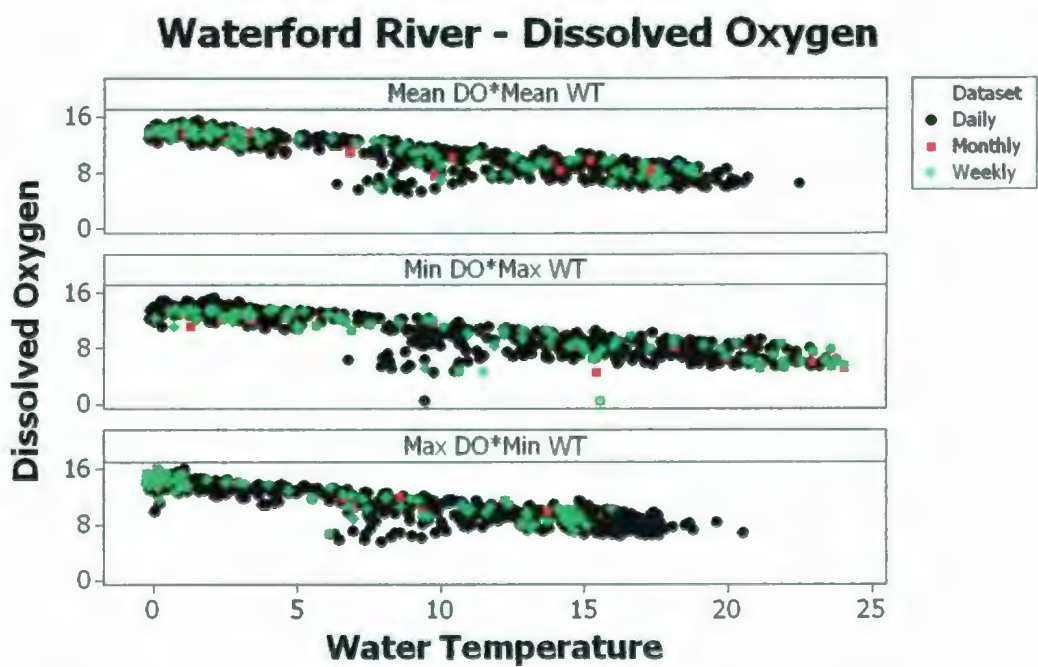 Waterford River - Dissolved Oxygen
Mean DO*Mean WT
16
8
0
Min DO*Max WT
16
8
0
Max DO*Min WT
16
8
0
0 5 10 15 20 25
Dissolved Oxygen
Water Temperature
Dataset
Daily
Monthly
Weekly